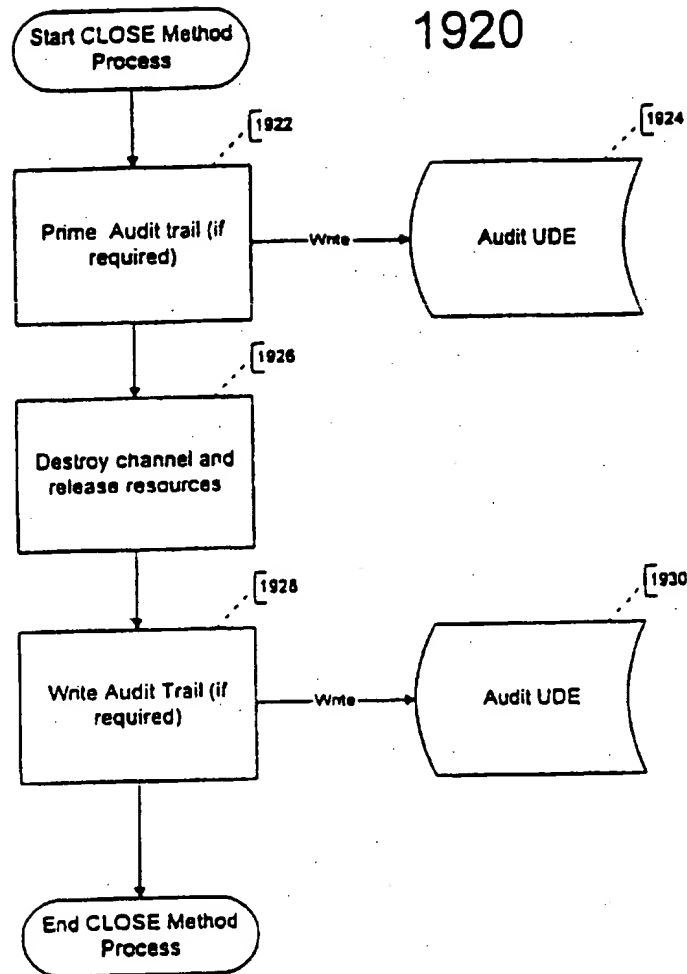 1920
Start CLOSE Method
Process
1922
1924
Prime Audit trail (if
required)
Write
Audit UDE
1926
Destroy channel and
release resources
1928
1930
Write Audit Trail (if
required)
Write
Audit UDE
End CLOSE Method
Process